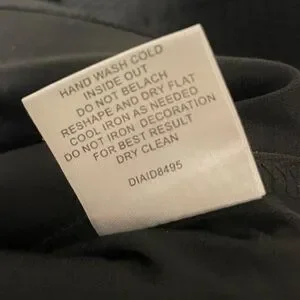 HAND WASH COLD
INSIDE OUT
DO NOT BELACH
RESHAPE AND DRY FLAT
COOL IRON AS NEEDED
DO NOT IRON DECORATION
FOR BEST RESULT
DRY CLEAN
DIAID8495